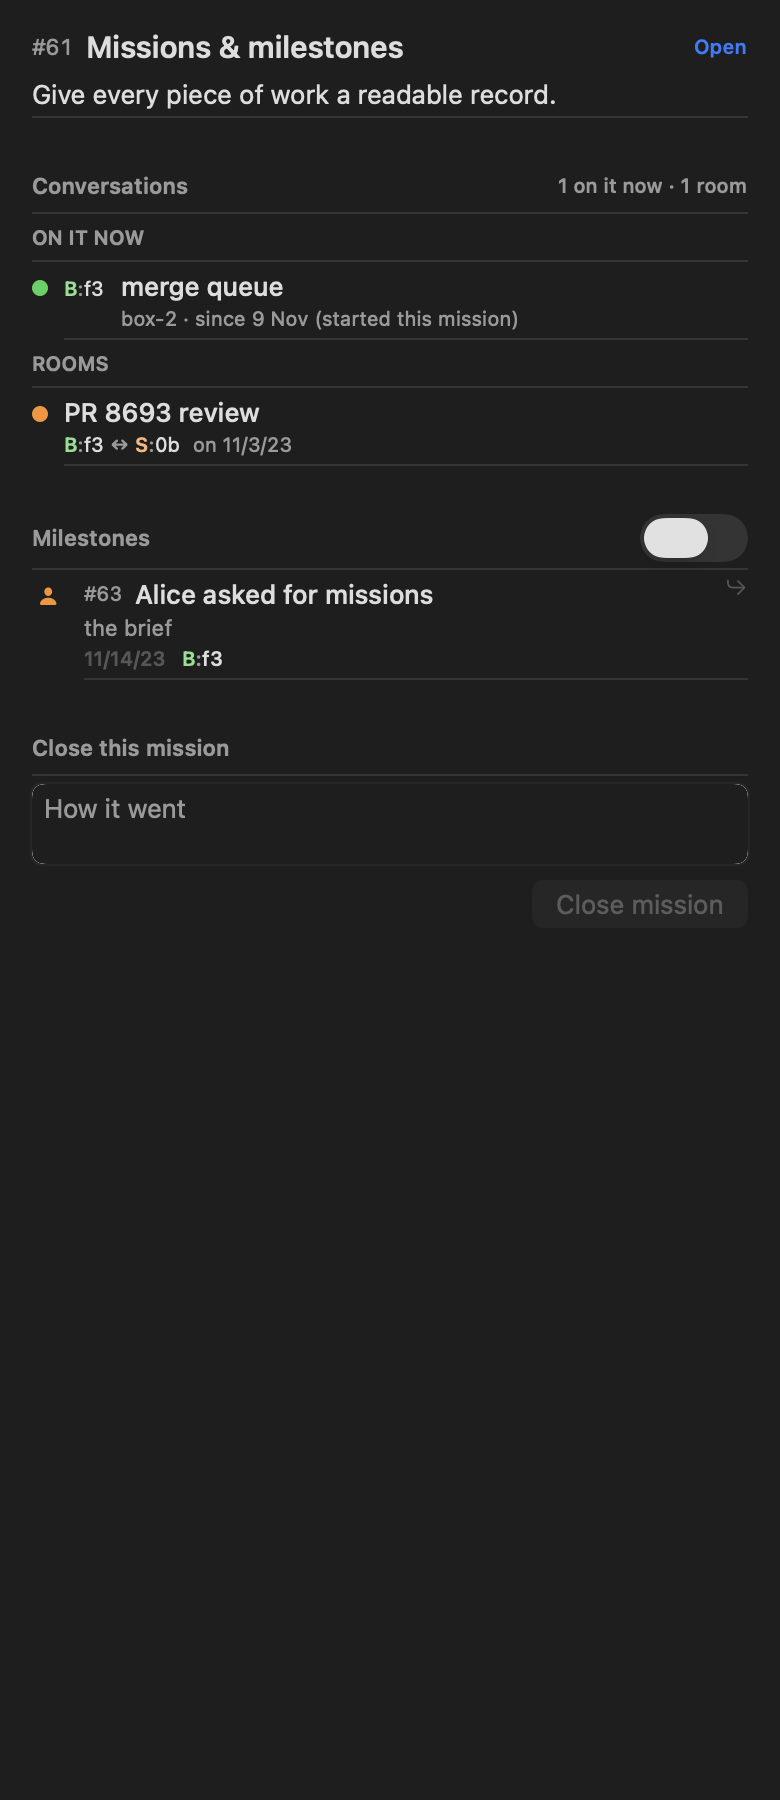 #61 Missions & milestones Open
Give every piece of work a readable record.
Conversations 1 on it now · 1 room
ON IT NOW
B:f3 merge queue
box-2 · since 9 Nov (started this mission)
ROOMS
PR 8693 review
B:f3 ↔ S:0b on 11/3/23
Milestones
#63 Alice asked for missions
the brief
11/14/23 B:f3
Close this mission
How it went
Close mission